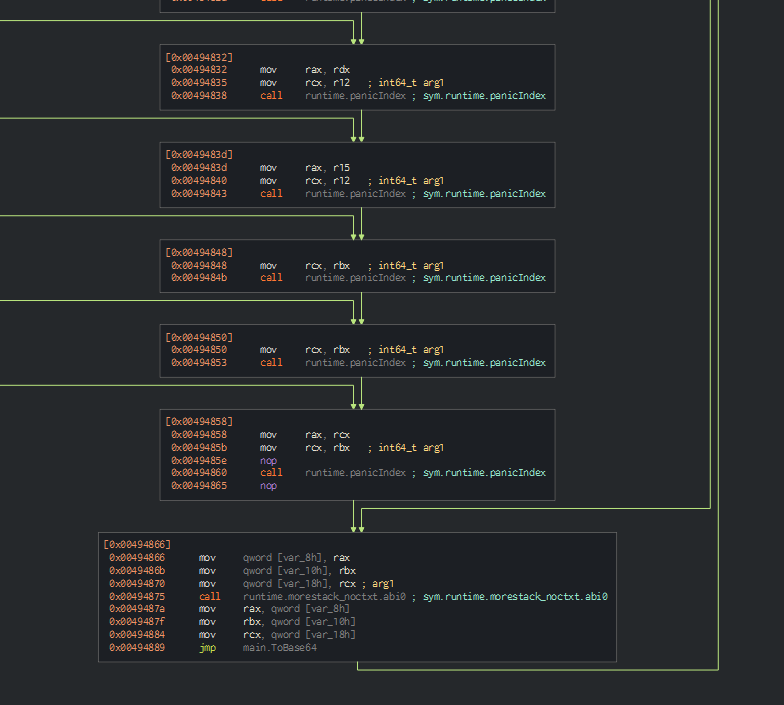 [0x00494832]
0x00494832 mov rax, rdx
0x00494835 mov rcx, r12 ; int64_t arg1
0x00494838 call runtime.panicIndex ; sym.runtime.panicIndex
[0x0049483d]
0x0049483d mov rax, r15
0x00494840 mov rcx, r12 ; int64_t arg1
0x00494843 call runtime.panicIndex ; sym.runtime.panicIndex
[0x00494848]
0x00494848 mov rcx, rbx ; int64_t arg1
0x0049484b call runtime.panicIndex ; sym.runtime.panicIndex
[0x00494850]
0x00494850 mov rcx, rbx ; int64_t arg1
0x00494853 call runtime.panicIndex ; sym.runtime.panicIndex
[0x00494858]
0x00494858 mov rax, rcx
0x0049485b mov rcx, rbx ; int64_t arg1
0x0049485e nop
0x00494860 call runtime.panicIndex ; sym.runtime.panicIndex
0x00494865 nop
[0x00494866]
0x00494866 mov qword [var_8h], rax
0x0049486b mov qword [var_10h], rbx
0x00494870 mov qword [var_18h], rcx ; arg1
0x00494875 call runtime.morestack_noctxt.abi0 ; sym.runtime.morestack_noctxt.abi0
0x0049487a mov rax, qword [var_8h]
0x0049487f mov rbx, qword [var_10h]
0x00494884 mov rcx, qword [var_18h]
0x00494889 jmp main.ToBase64